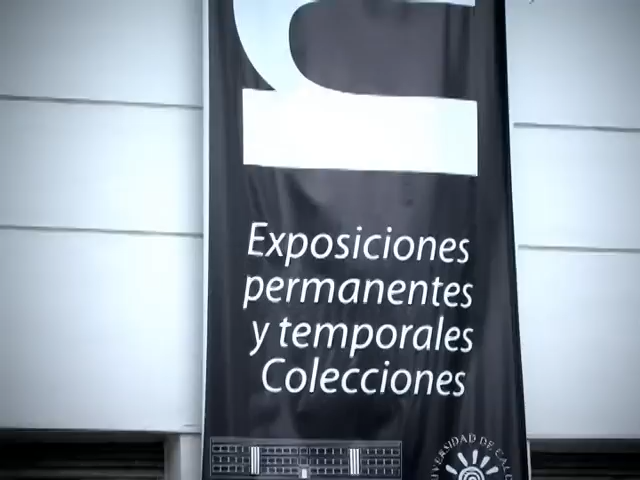 Exposiciones
permanentes
y temporales
Colecciones